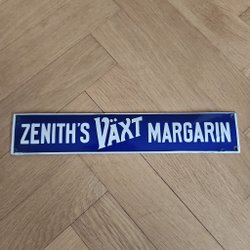 ZENITH'S VÄXT MARGARIN